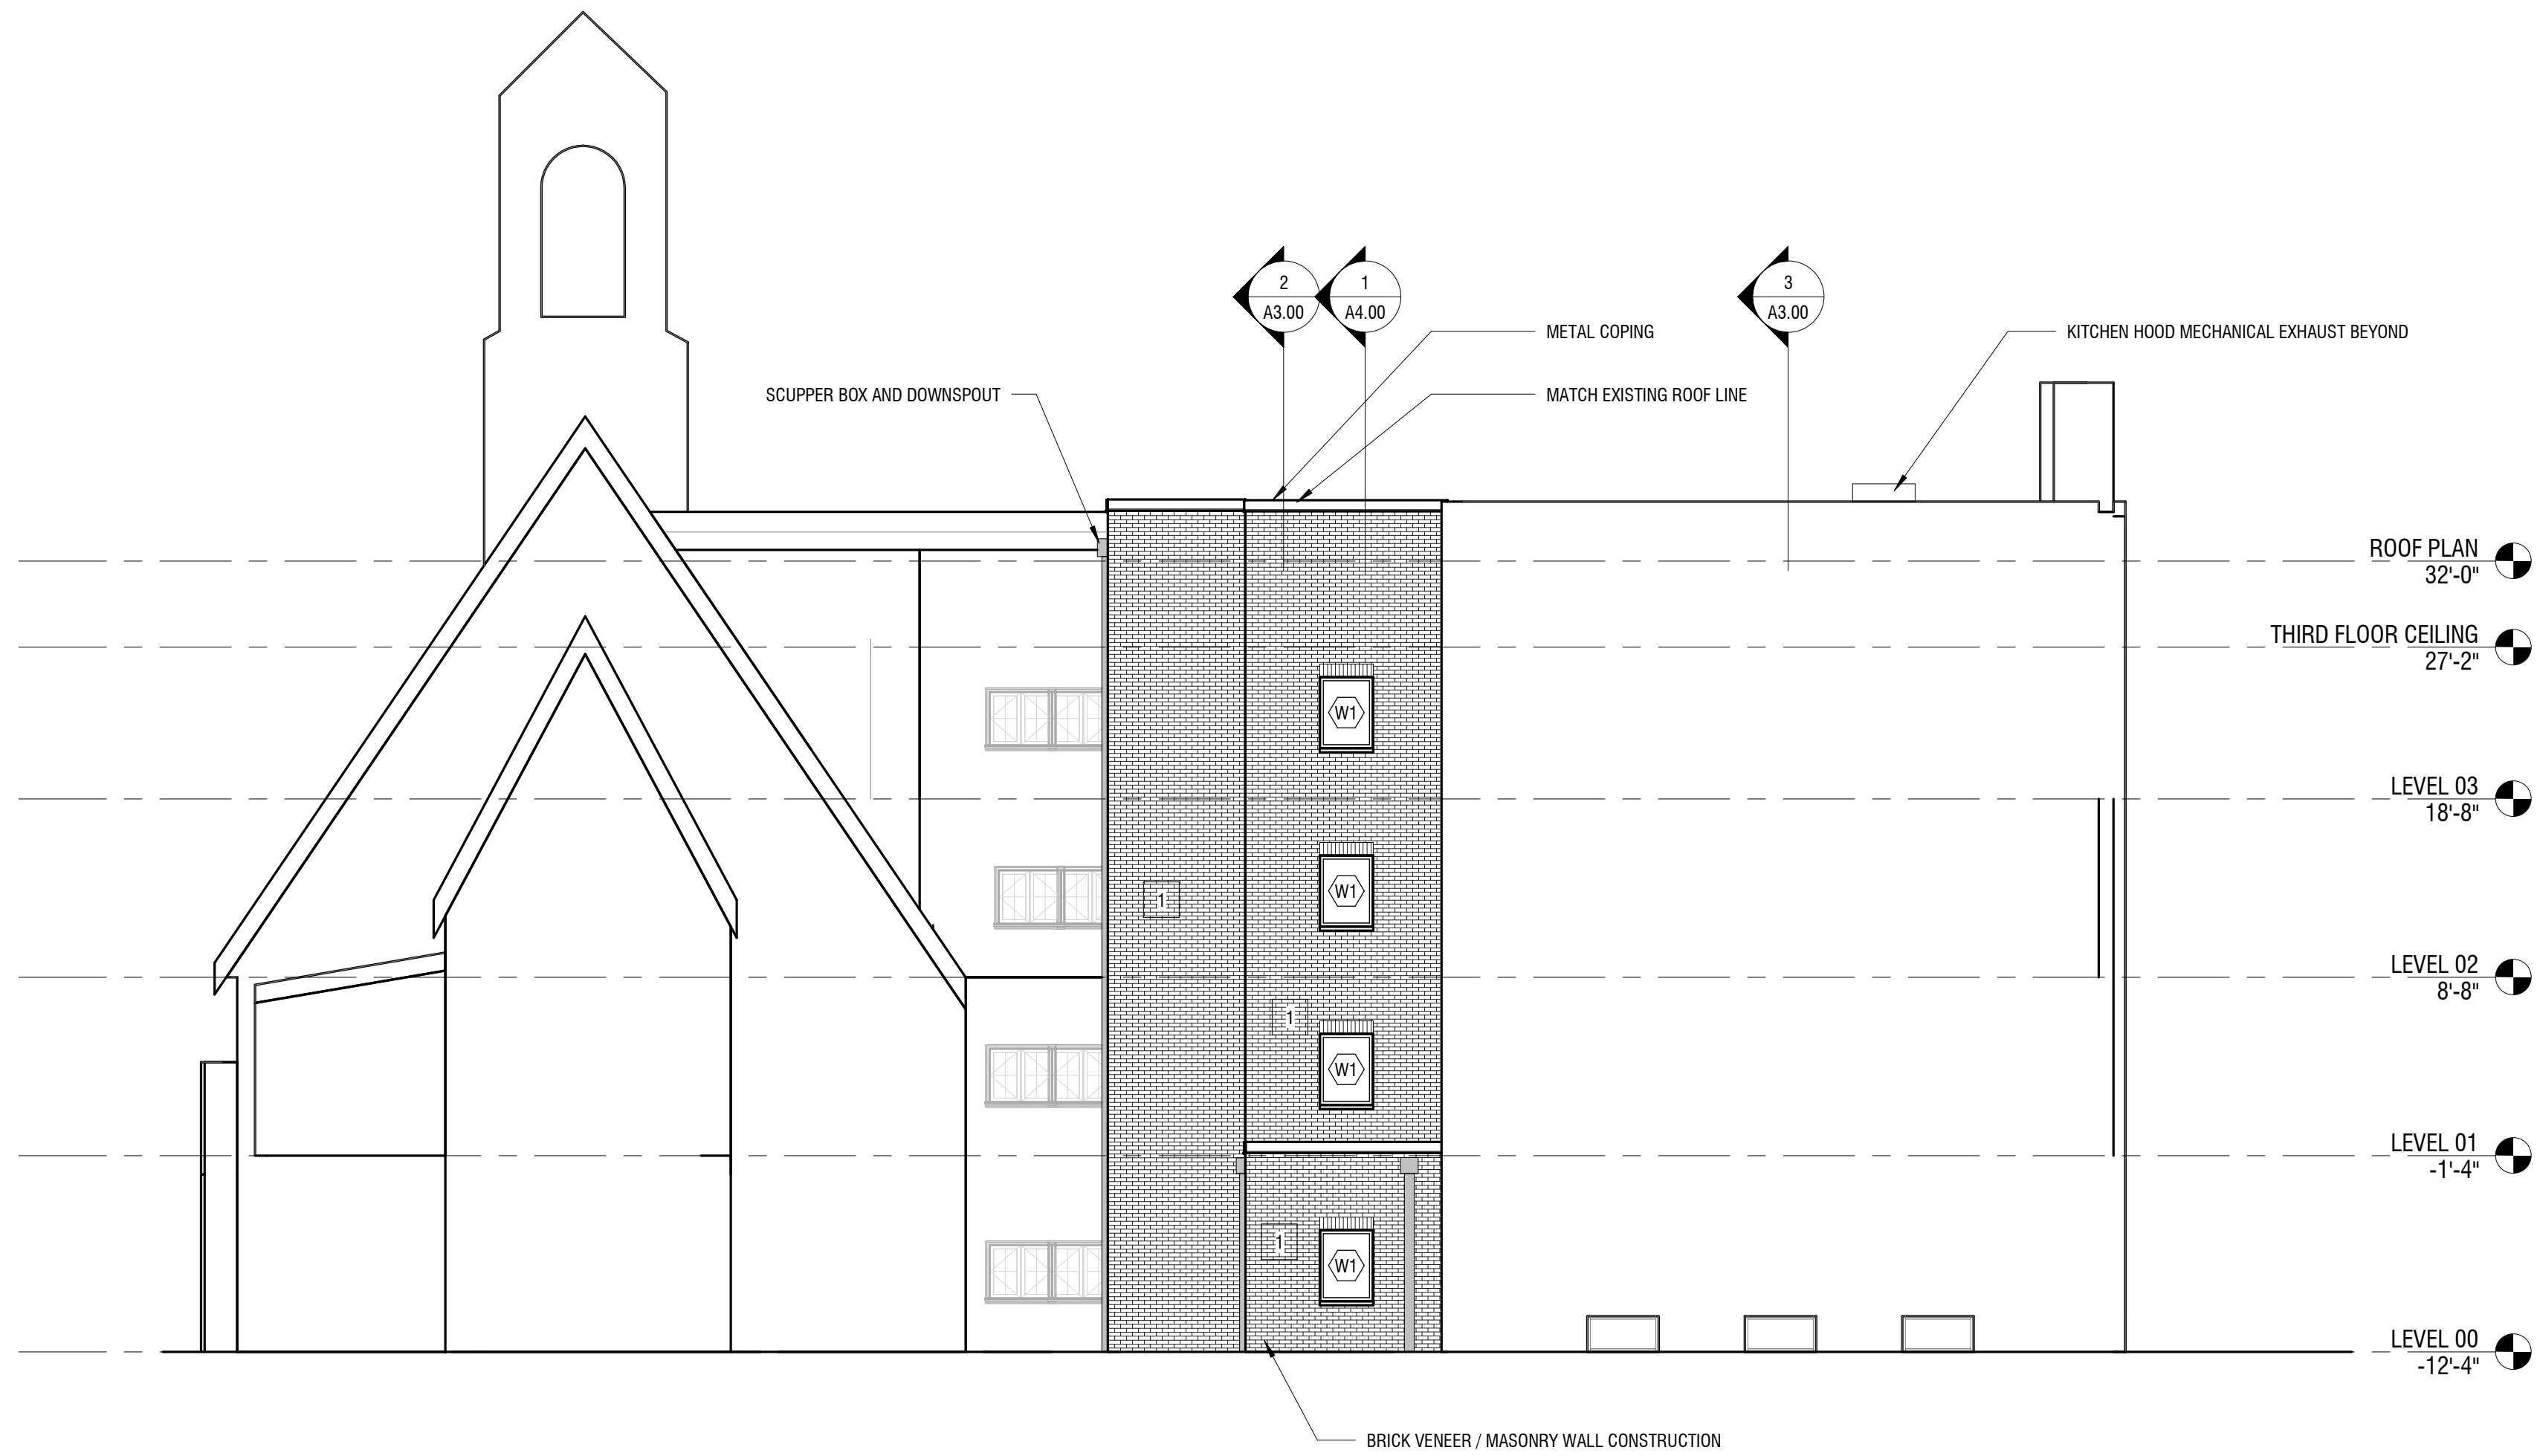 2
A3.00
1
A4.00
3
A3.00
METAL COPING
KITCHEN HOOD MECHANICAL EXHAUST BEYOND
SCUPPER BOX AND DOWNSPOUT
MATCH EXISTING ROOF LINE
ROOF PLAN
32'-0"
THIRD FLOOR CEILING
27'-2"
W1
LEVEL 03
18'-8"
W1
1
LEVEL 02
8'-8"
1
W1
LEVEL 01
-1'-4"
1
W1
LEVEL 00
-12'-4"
BRICK VENEER / MASONRY WALL CONSTRUCTION